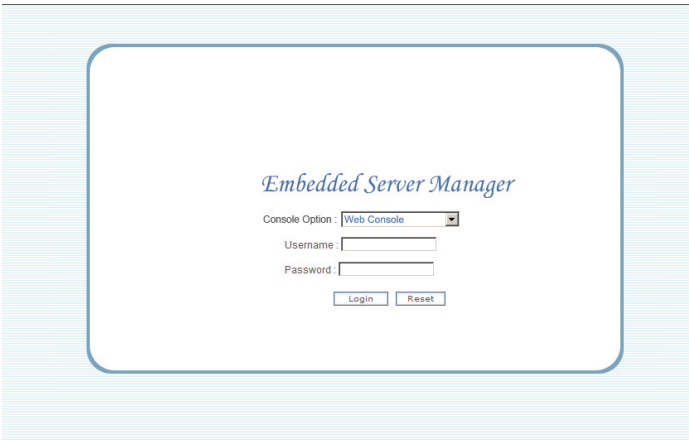 Embedded Server Manager
Console Option : Web Console
Username :
Password :
Login Reset